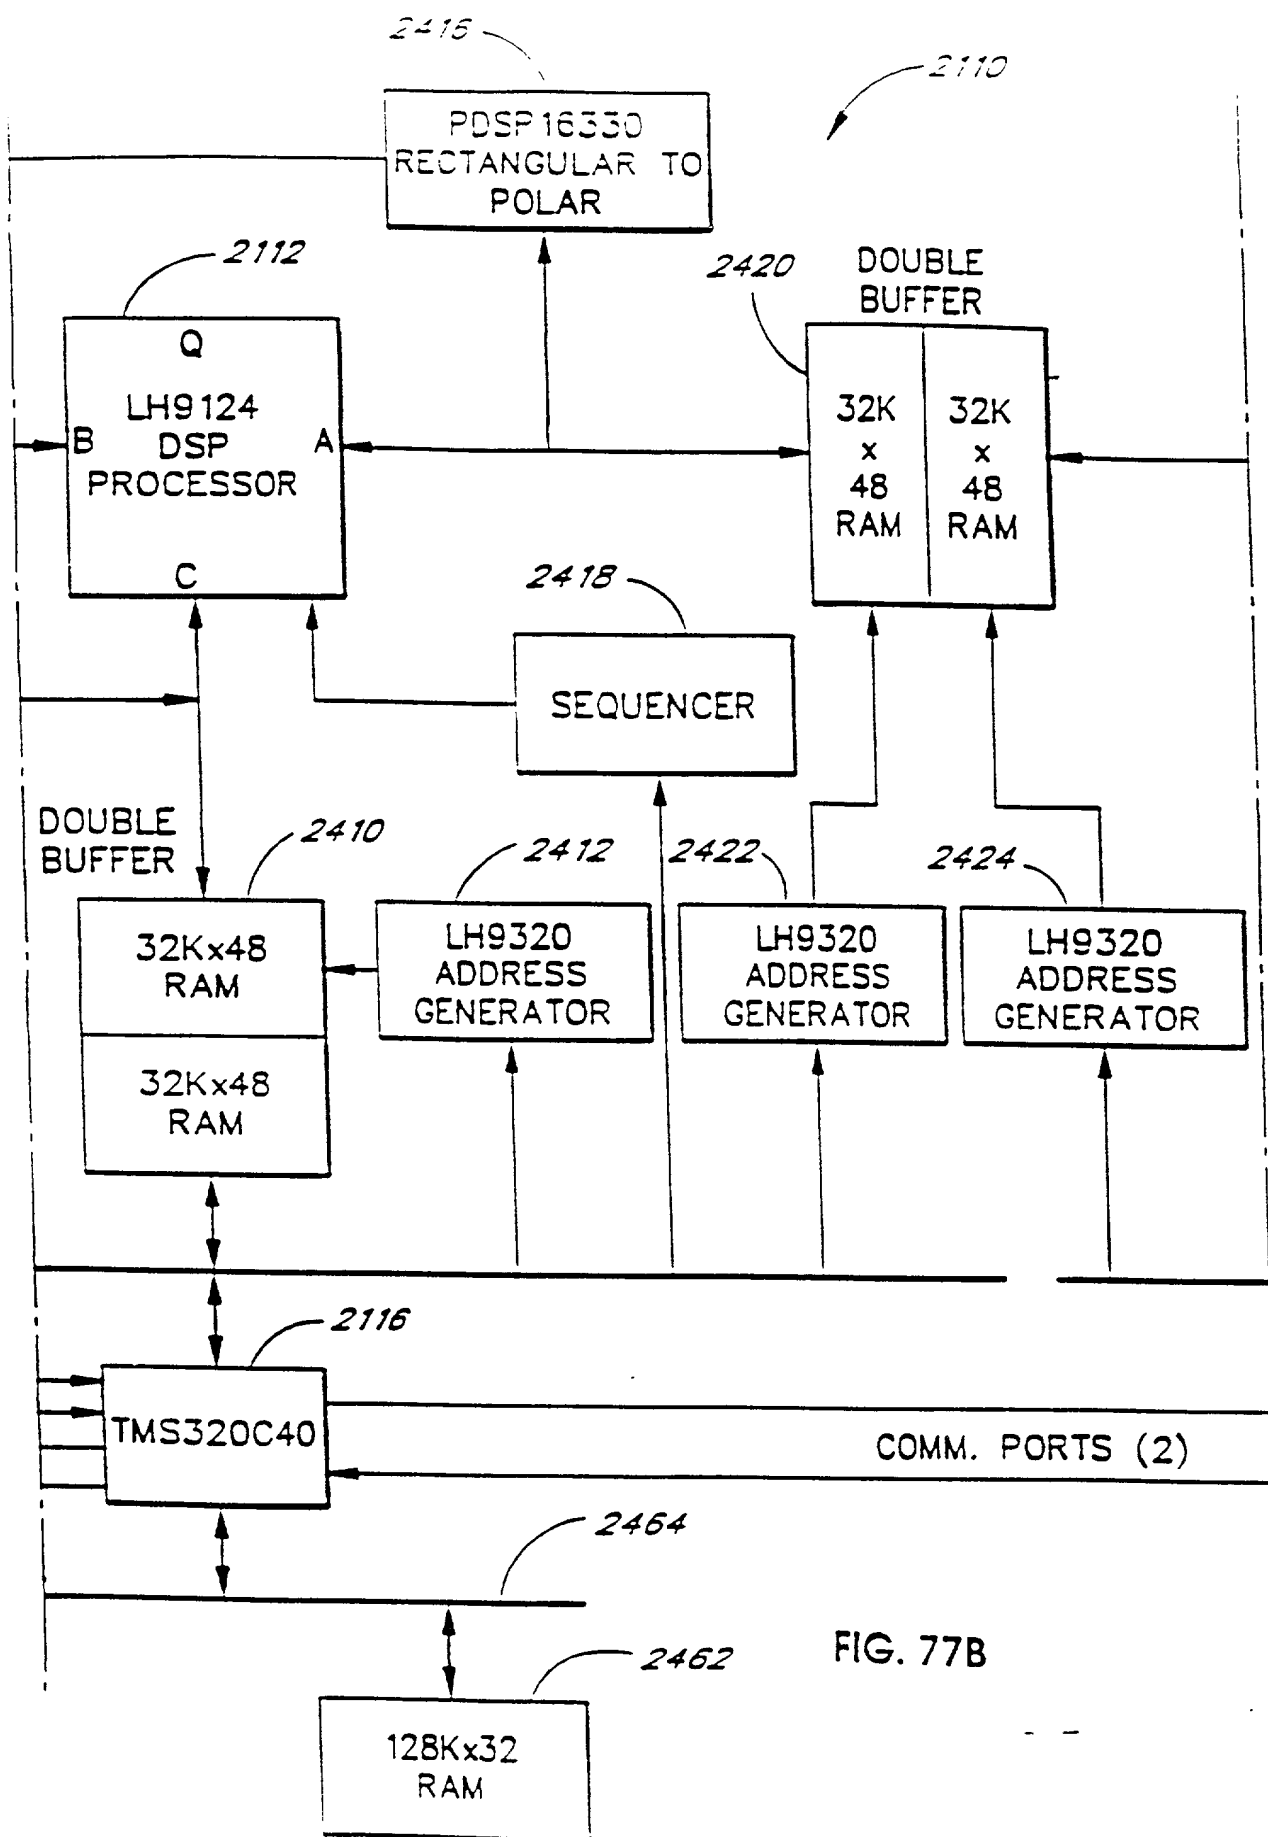 2416
2110
PDSP16330
RECTANGULAR TO
POLAR
2112
2420
DOUBLE
BUFFER
Q
LH9124
DSP
PROCESSOR
B
A
C
32K
x
48
RAM
32K
x
48
RAM
2418
SEQUENCER
DOUBLE
BUFFER
2410
2412
2422
2424
32Kx48
RAM
32Kx48
RAM
LH9320
ADDRESS
GENERATOR
LH9320
ADDRESS
GENERATOR
LH9320
ADDRESS
GENERATOR
2116
TMS320C40
COMM. PORTS (2)
2464
2462
128Kx32
RAM
FIG. 77B